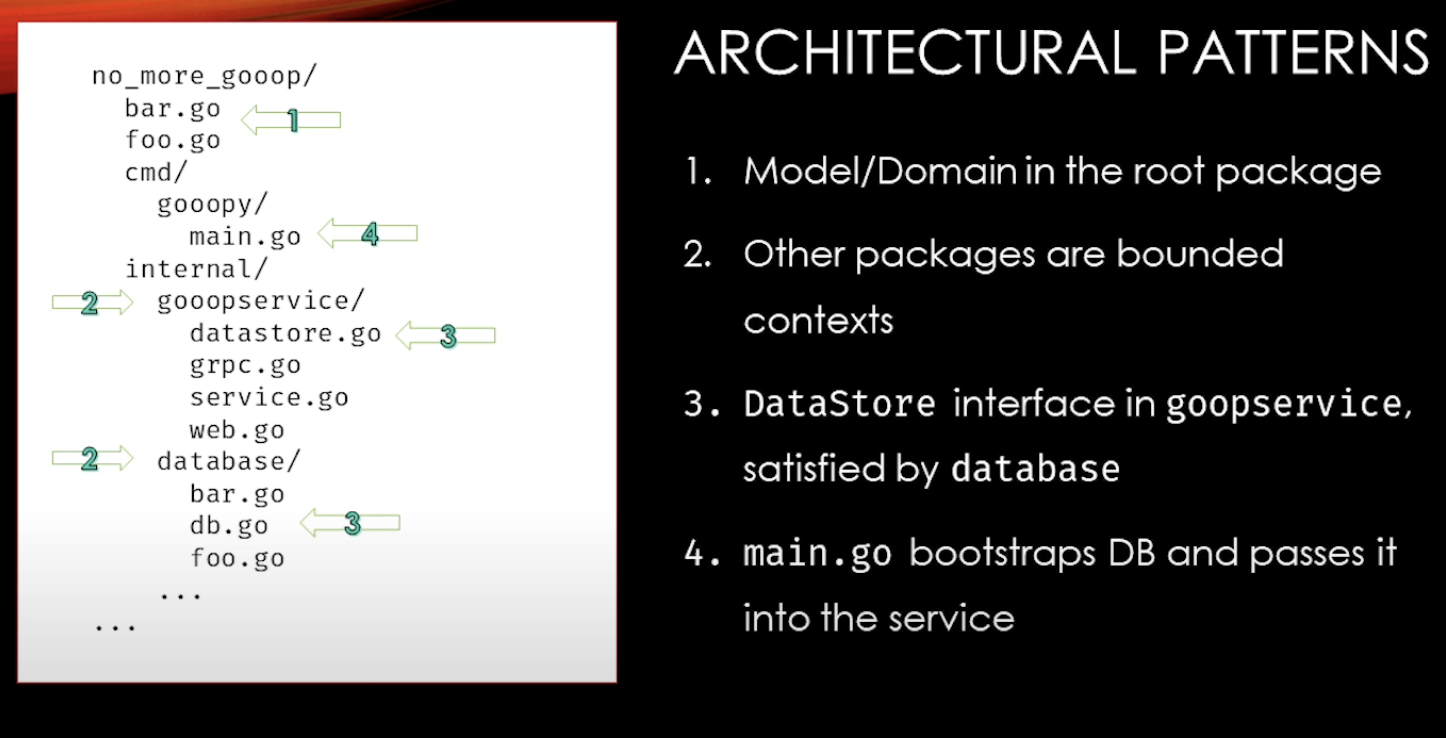 no_more_gooop/
bar.go
1
foo.go
cmd/
gooopy/
main.go
4
internal/
2
gooopservice/
datastore.go
3
grpc.go
service.go
web.go
2
database/
bar.go
db.go
3
foo.go
...
...
ARCHITECTURAL PATTERNS
1. Model/Domain in the root package
2. Other packages are bounded
contexts
3. DataStore interface in goopservice,
satisfied by database
4. main.go bootstraps DB and passes it
into the service